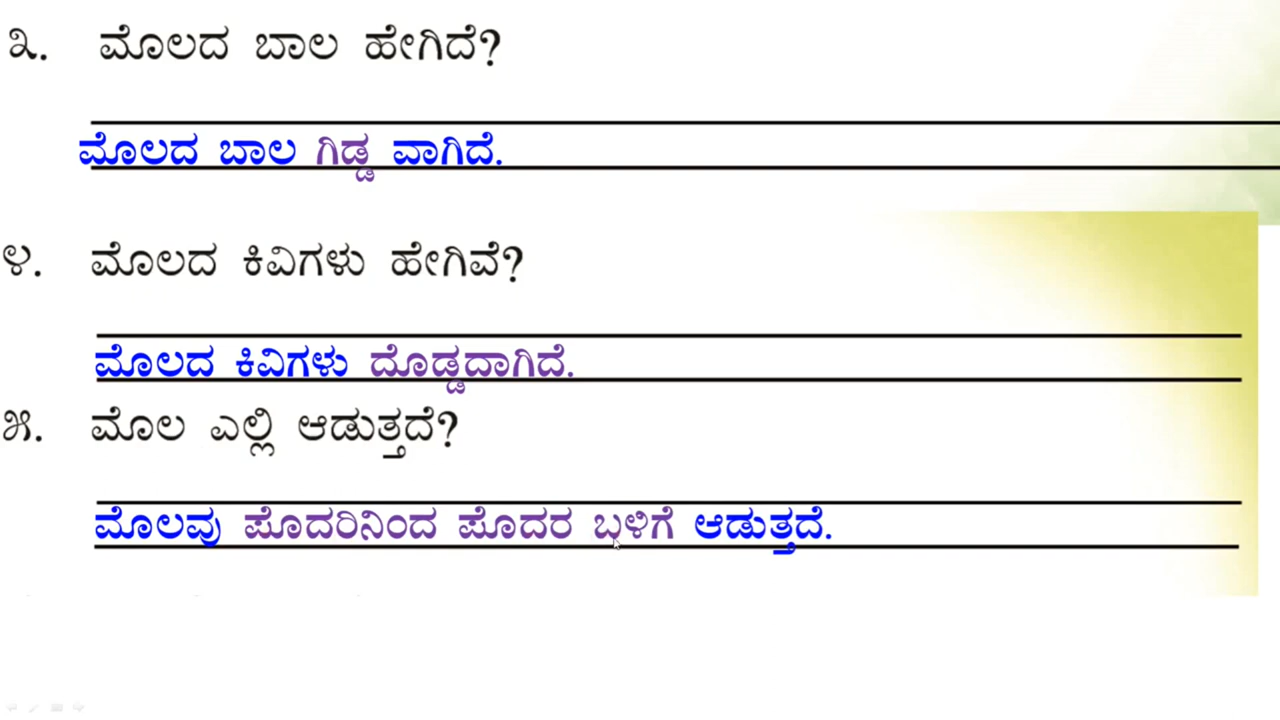 ೩. ಮೊಲದ ಬಾಲ ಹೇಗಿದೆ?
ಮೊಲದ ಬಾಲ ಗಿಡ್ಡ ವಾಗಿದೆ.
೪. ಮೊಲದ ಕಿವಿಗಳು ಹೇಗಿವೆ?
ಮೊಲದ ಕಿವಿಗಳು ದೊಡ್ಡದಾಗಿದೆ.
೫. ಮೊಲ ಎಲ್ಲಿ ಆಡುತ್ತದೆ?
ಮೊಲವು ಪೊದರಿನಿಂದ ಪೊದರ ಬಳಿಗೆ ಆಡುತ್ತದೆ.